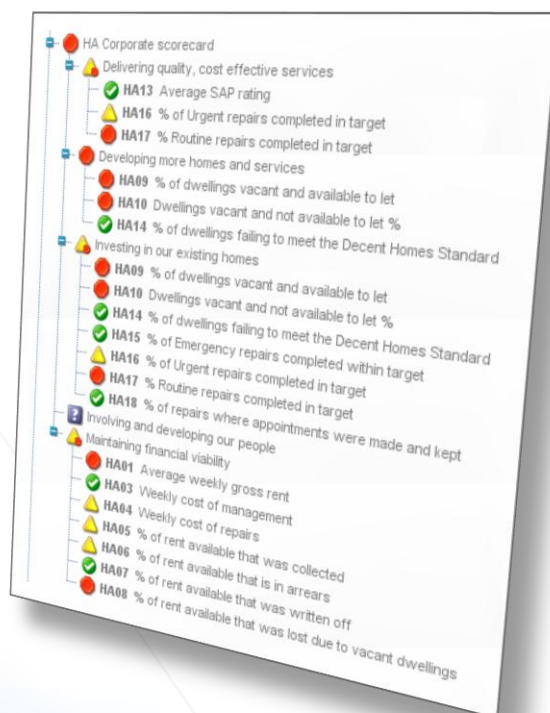 HA Corporate scorecard
Delivering quality, cost effective services
HA13 Average SAP rating
HA16 % of Urgent repairs completed in target
HA17 % Routine repairs completed in target
Developing more homes and services
HA09 % of dwellings vacant and available to let
HA10 Dwellings vacant and not available to let %
HA14 % of dwellings failing to meet the Decent Homes Standard
Investing in our existing homes
HA09 % of dwellings vacant and available to let
HA10 Dwellings vacant and not available to let %
HA14 % of dwellings failing to meet the Decent Homes Standard
HA15 % of Emergency repairs completed within target
HA16 % of Urgent repairs completed in target
HA17 % Routine repairs completed in target
HA18 % of repairs where appointments were made and kept
? Involving and developing our people
Maintaining financial viability
HA01 Average weekly gross rent
HA03 Weekly cost of management
HA04 Weekly cost of repairs
HA05 % of rent available that was collected
HA06 % of rent available that is in arrears
HA07 % of rent available that was written off
HA08 % of rent available that was lost due to vacant dwellings